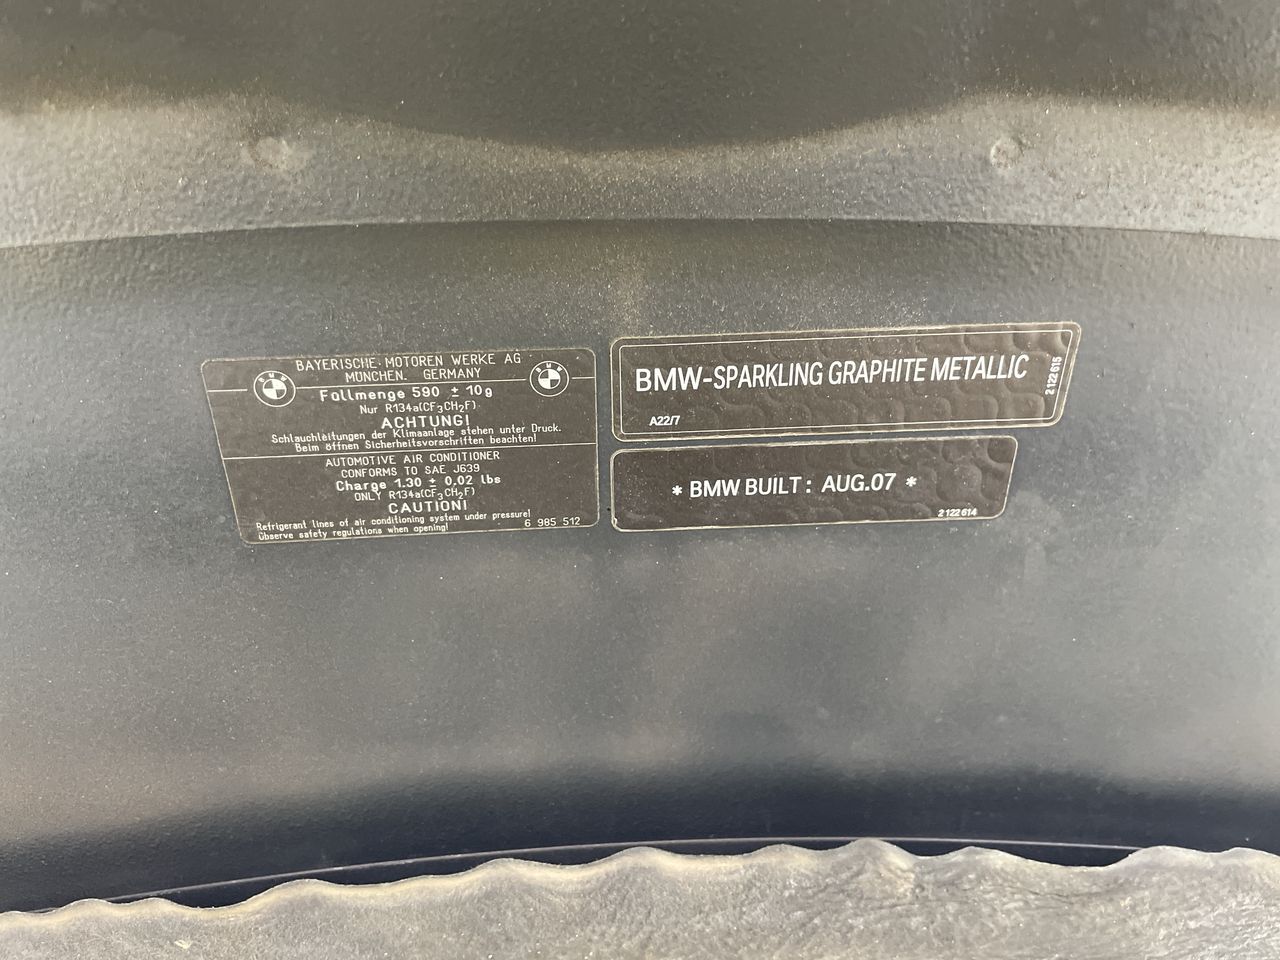 BAYERISCHE MOTOREN WERKE AG
MÜNCHEN, GERMANY
Füllmenge 590 ± 10g
Nur R134a(CF3CH2F)
ACHTUNG!
Schlauchleitungen der Klimaanlage stehen unter Druck.
Beim öffnen Sicherheitsvorschriften beachten!
AUTOMOTIVE AIR CONDITIONER
CONFORMS TO SAE J639
Charge 1.30 ± 0,02 lbs
ONLY R134a(CF3CH2F)
CAUTION!
Refrigerant lines of air conditioning system under pressure!
Observe safety regulations when opening!
6 985 512
BMW-SPARKLING GRAPHITE METALLIC
A22/7
2 122 615
* BMW BUILT : AUG.07 *
2 122 614